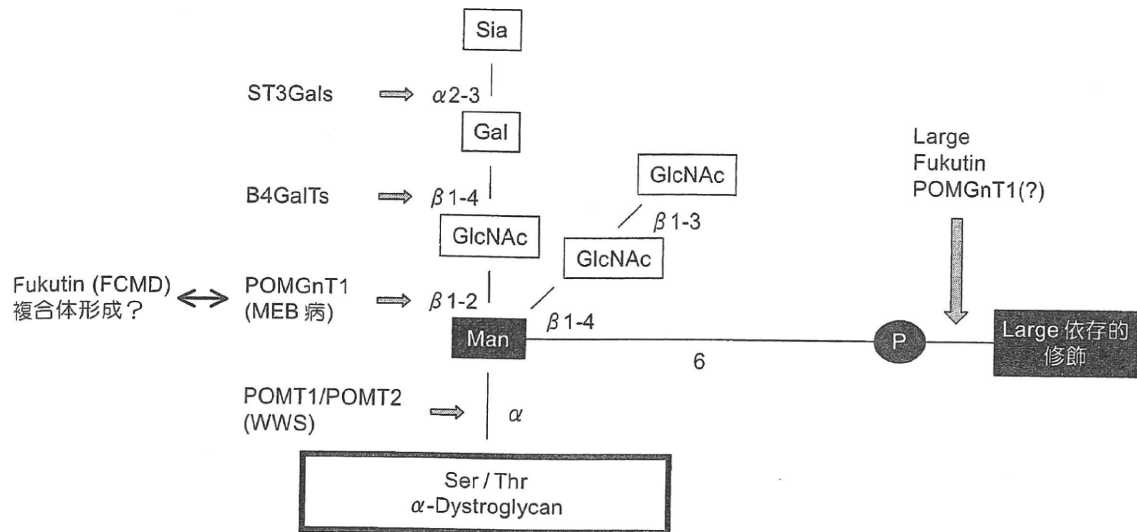 Sia
ST3Gals
α2-3
Gal
Large
Fukutin
POMGnT1(?)
GlcNAc
B4GalTs
β1-4
β1-3
GlcNAc
GlcNAc
Fukutin (FCMD)
複合体形成？
POMGnT1
(MEB 病)
β1-2
β1-4
Man
P
Large 依存的
修飾
6
POMT1/POMT2
(WWS)
α
Ser / Thr
α-Dystroglycan